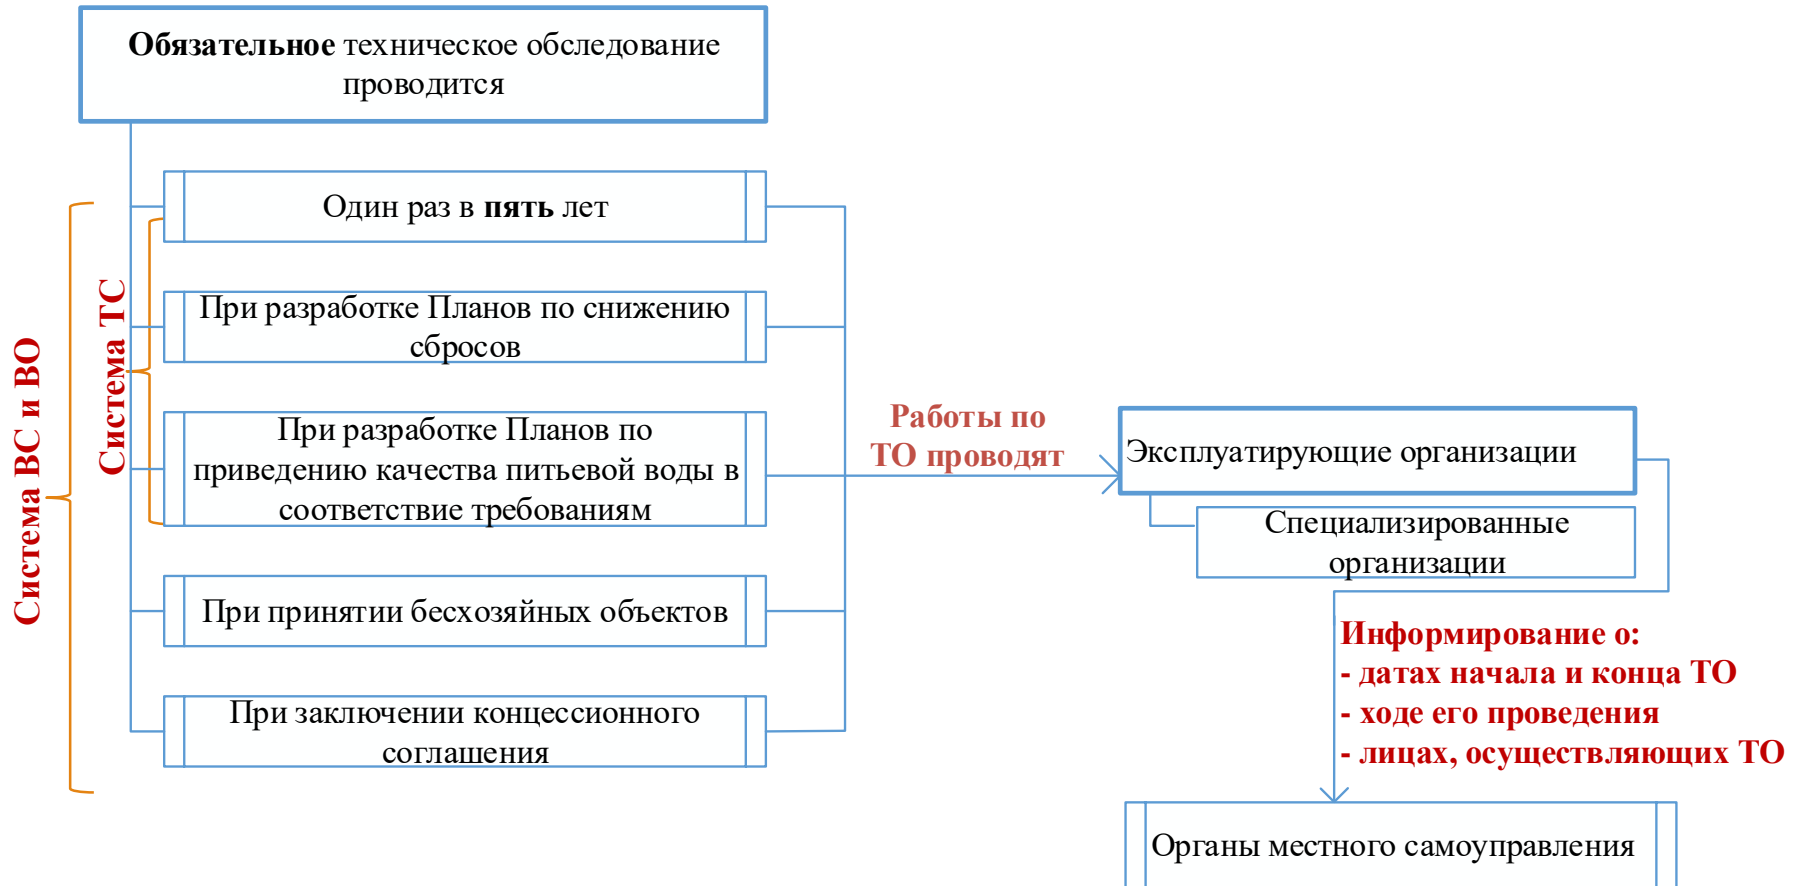 Обязательное техническое обследование
проводится
Один раз в пять лет
При разработке Планов по снижению
сбросов
При разработке Планов по
приведению качества питьевой воды в
соответствие требованиям
При принятии бесхозяйных объектов
При заключении концессионного
соглашения
Система ВС и ВО
Система ТС
Работы по
ТО проводят
Эксплуатирующие организации
Специализированные
организации
Информирование о:
- датах начала и конца ТО
- ходе его проведения
- лицах, осуществляющих ТО
Органы местного самоуправления